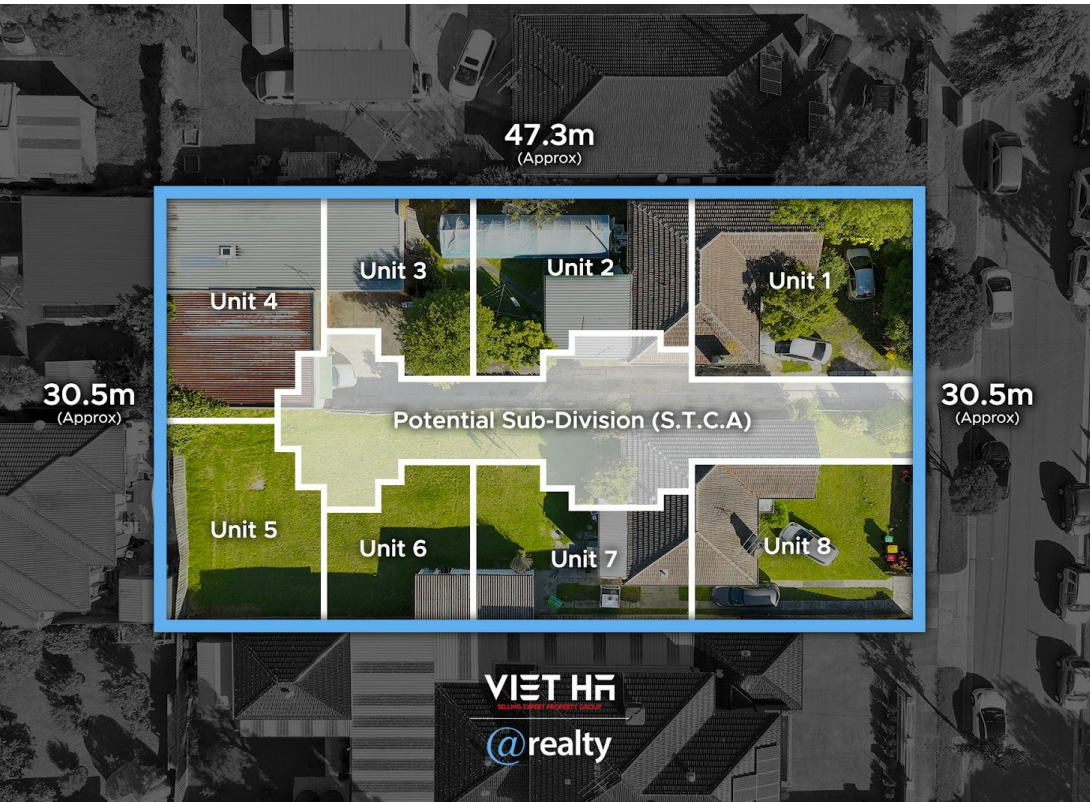 47.3m
(Approx)
Unit 3
Unit 2
Unit 1
Unit 4
30.5m
(Approx)
30.5m
(Approx)
Potential Sub-Division (S.T.C.A)
Unit 5
Unit 6
Unit 7
Unit 8
VIET HA
SELLING EXPERT PROPERTY GROUP
@realty